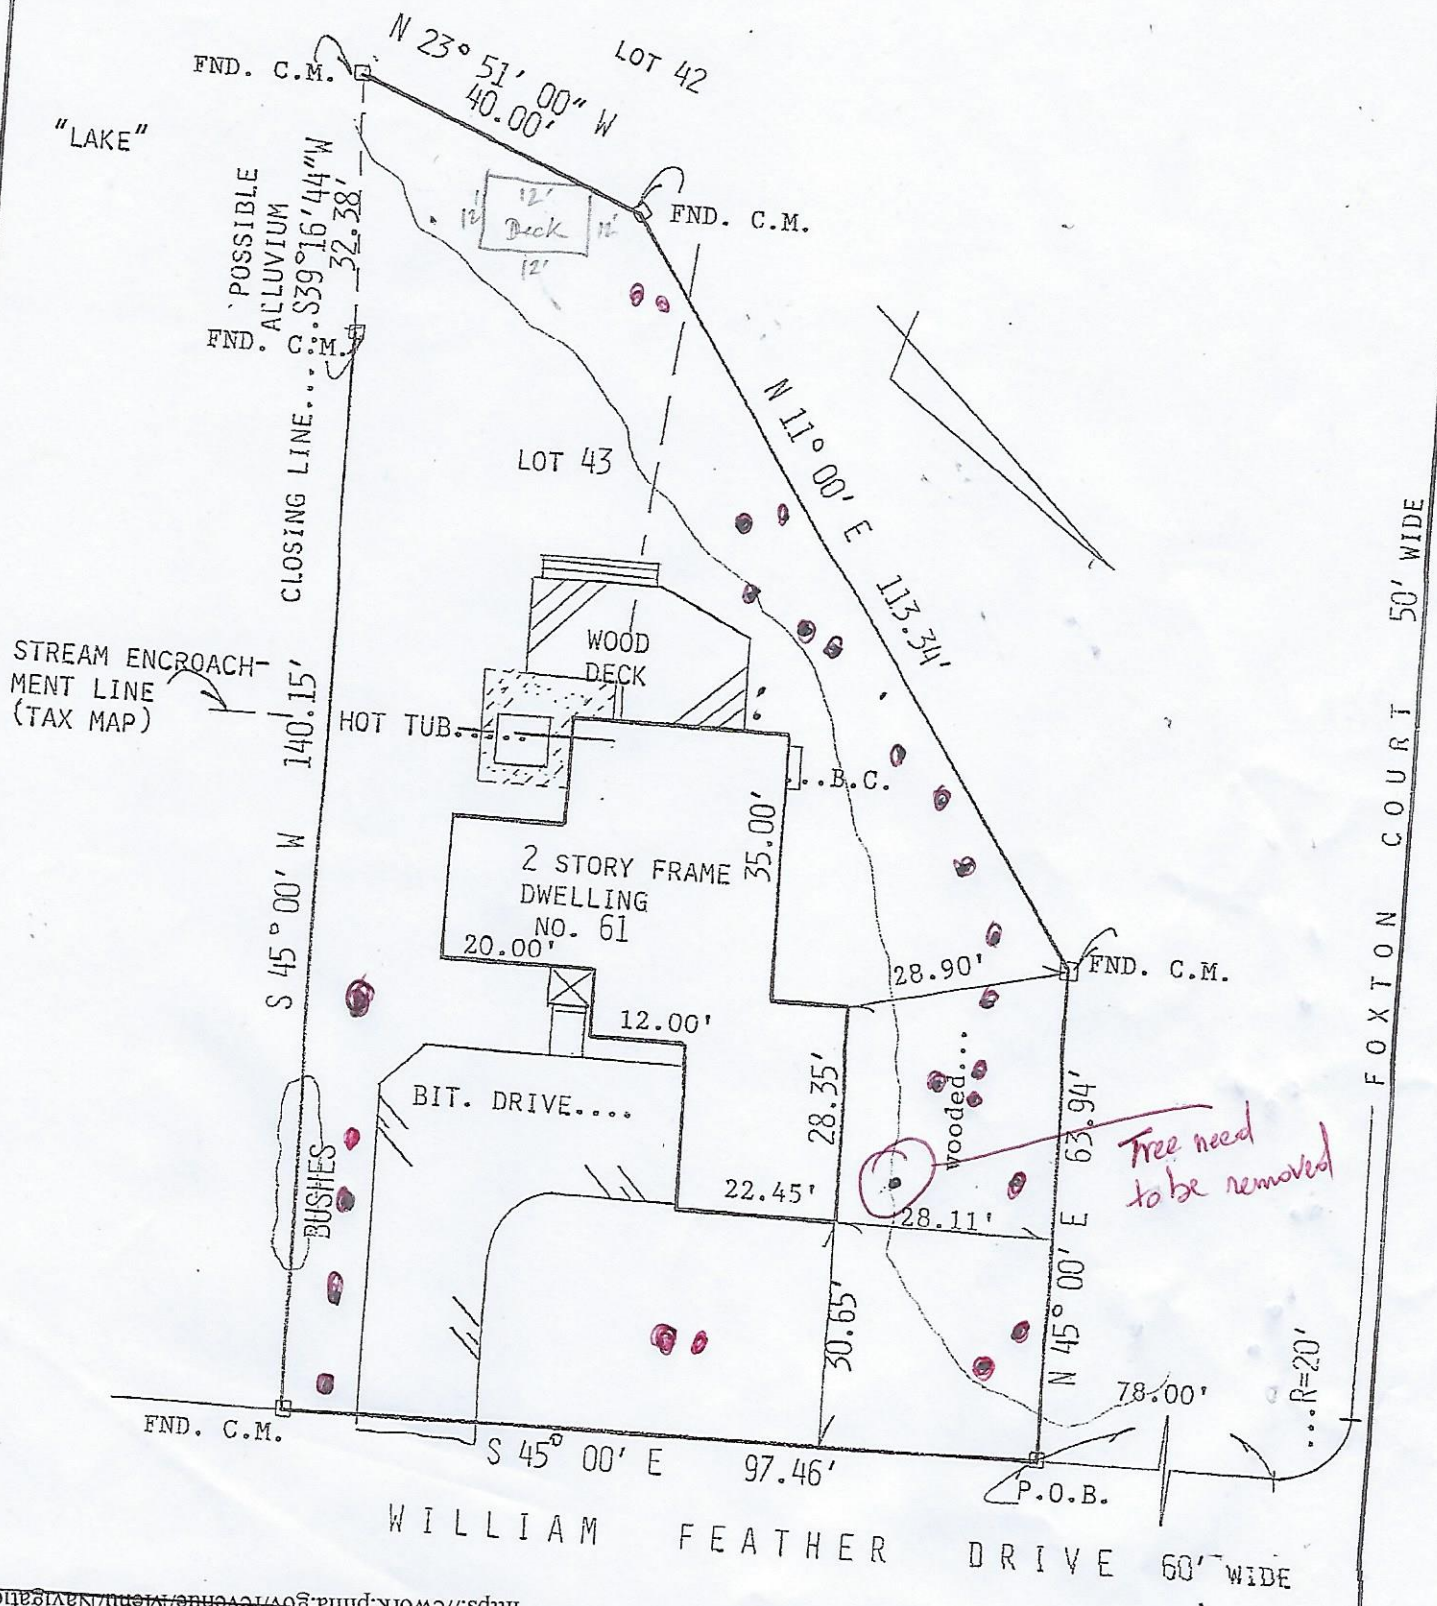 N 23° 51' 00" W
40.00'
LOT 42
FND. C.M.
"LAKE"
POSSIBLE
ALLUVIUM
S39°16'44"W
32.38'
12'
12'
Deck
12'
12'
FND. C.M.
FND. C.M.
CLOSING LINE....
LOT 43
N 11° 00' E 113.34'
50' WIDE
FOXTON COURT
STREAM ENCROACH-
MENT LINE
(TAX MAP)
S 45° 00' W 140.15'
WOOD
DECK
HOT TUB.....
...B.C.
35.00'
2 STORY FRAME
DWELLING
NO. 61
20.00'
28.90'
FND. C.M.
12.00'
BIT. DRIVE....
28.35'
wooded...
63.94'
N 45° 00' E
Tree need
to be removed
BUSHES
22.45'
28.11'
30.65'
78.00'
...R=20'
FND. C.M.
S 45° 00' E 97.46'
P.O.B.
WILLIAM FEATHER DRIVE 60' WIDE